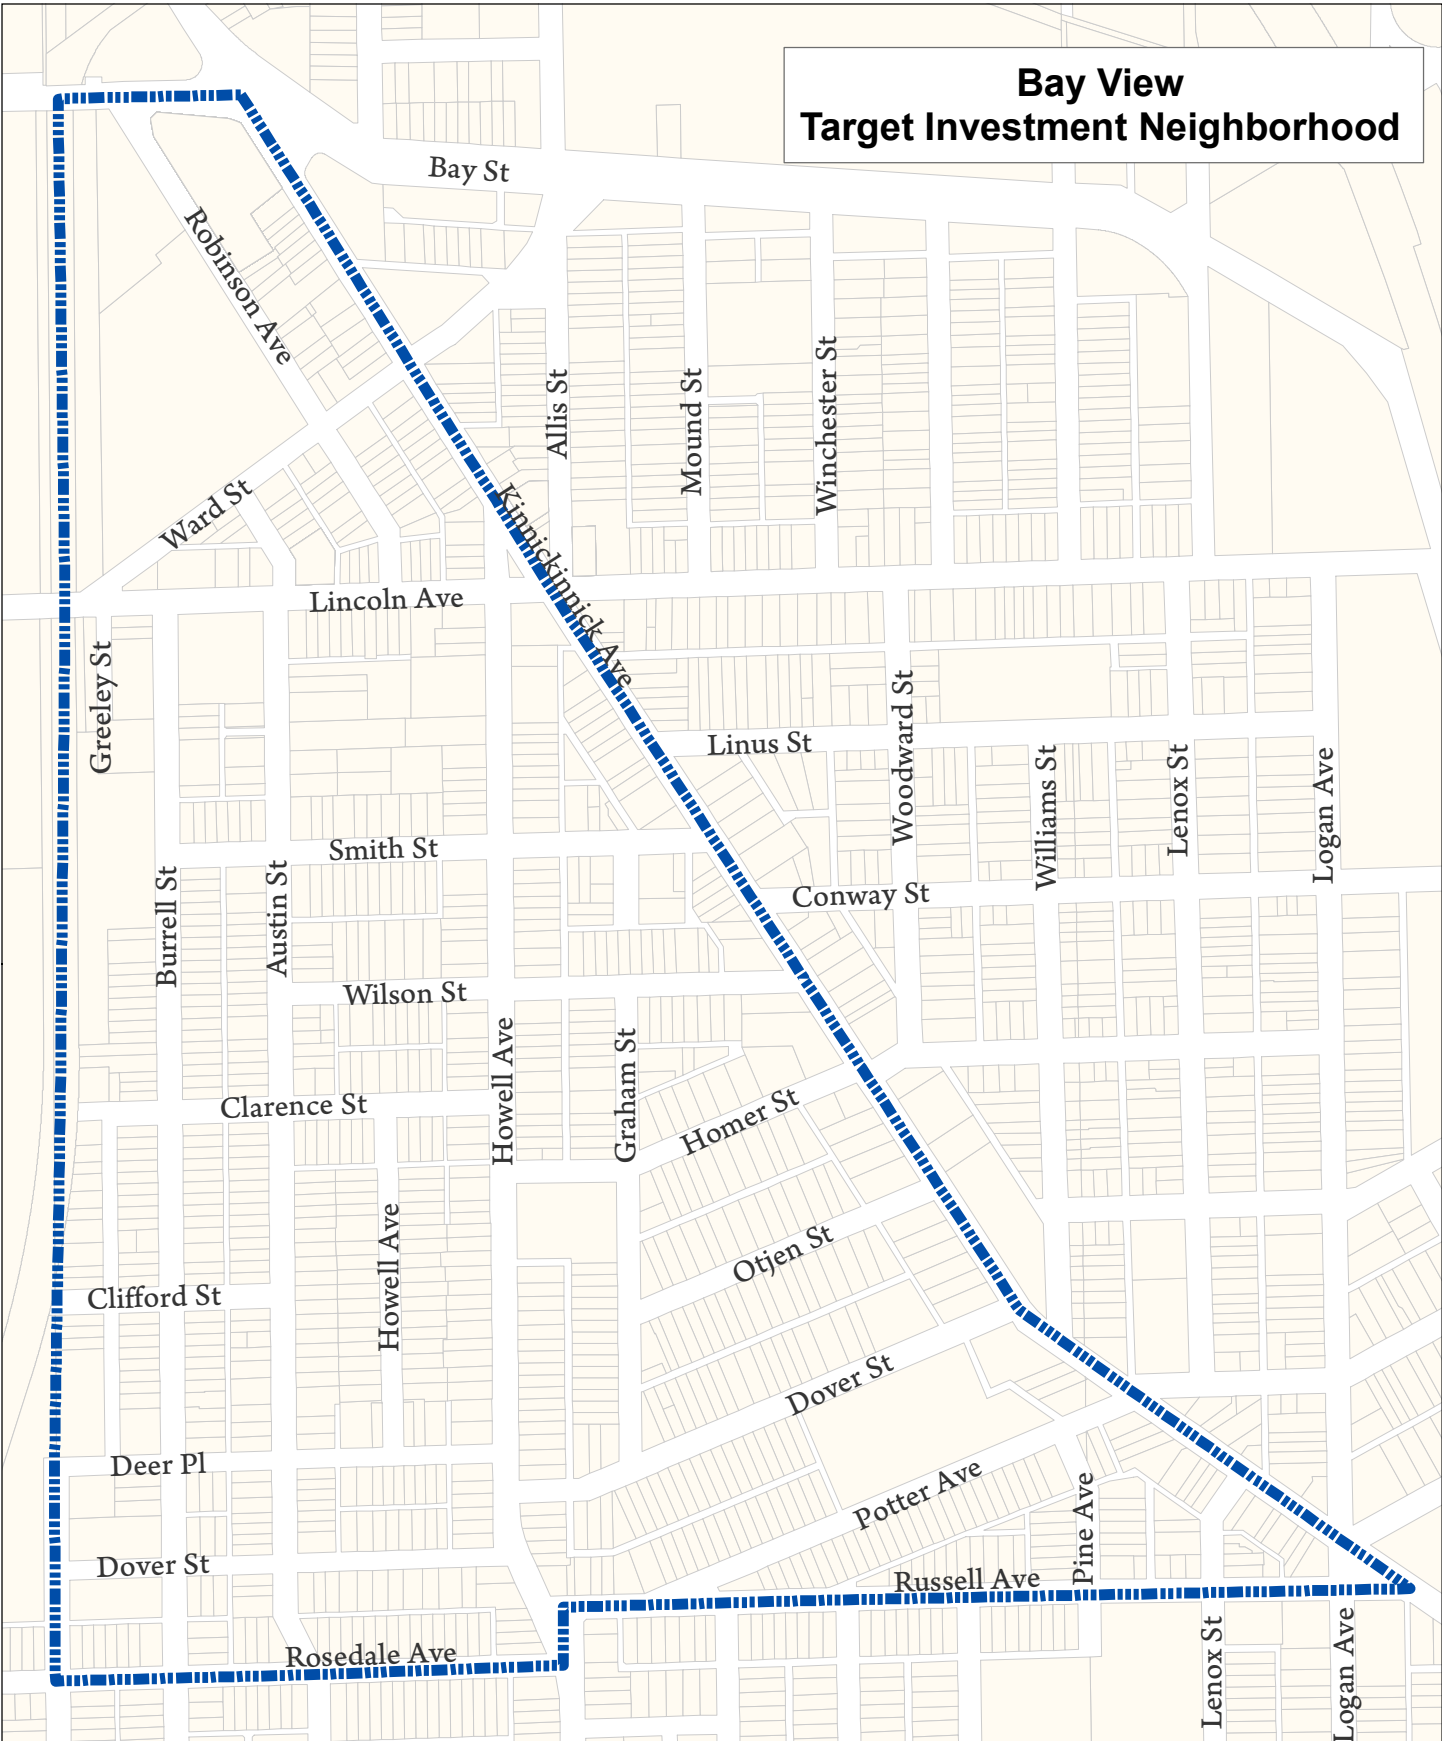 Bay View
Target Investment Neighborhood
Bay St
Robinson Ave
Allis St
Mound St
Winchester St
Ward St
Kinnickinnick Ave
Lincoln Ave
Greeley St
Linus St
Woodward St
Williams St
Lenox St
Logan Ave
Smith St
Burrell St
Austin St
Conway St
Wilson St
Howell Ave
Graham St
Clarence St
Homer St
Howell Ave
Otjen St
Clifford St
Dover St
Deer Pl
Potter Ave
Pine Ave
Dover St
Russell Ave
Rosedale Ave
Lenox St
Logan Ave